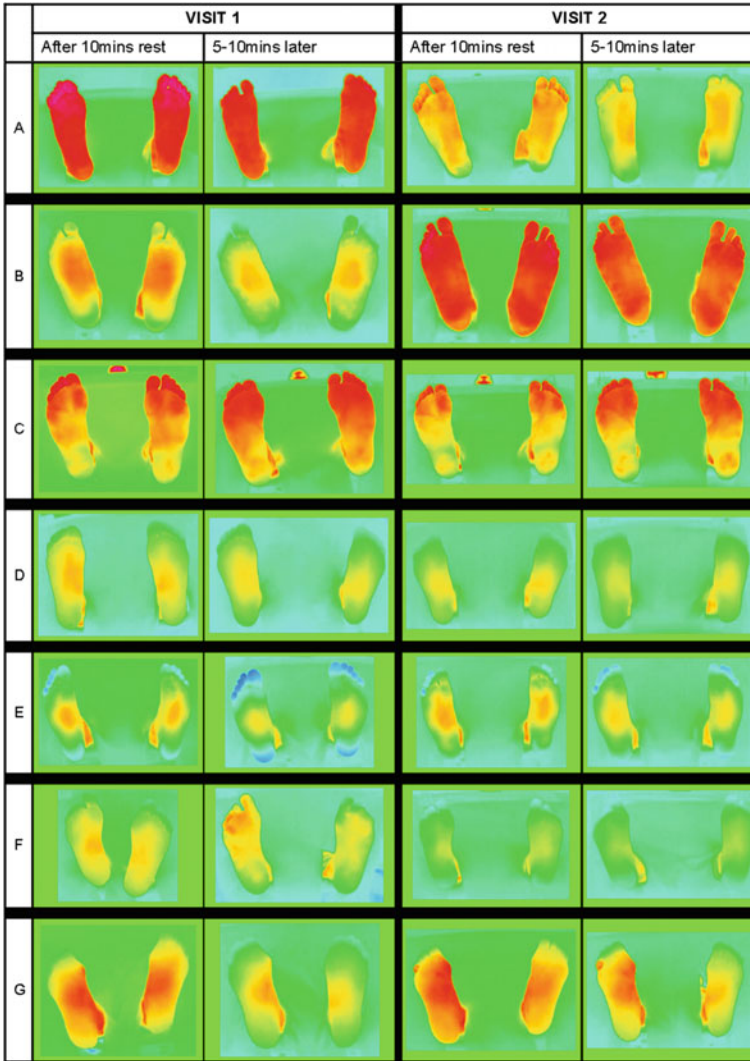 VISIT 1
VISIT 2
After 10mins rest
5-10mins later
After 10mins rest
5-10mins later
A
B
C
D
E
F
G